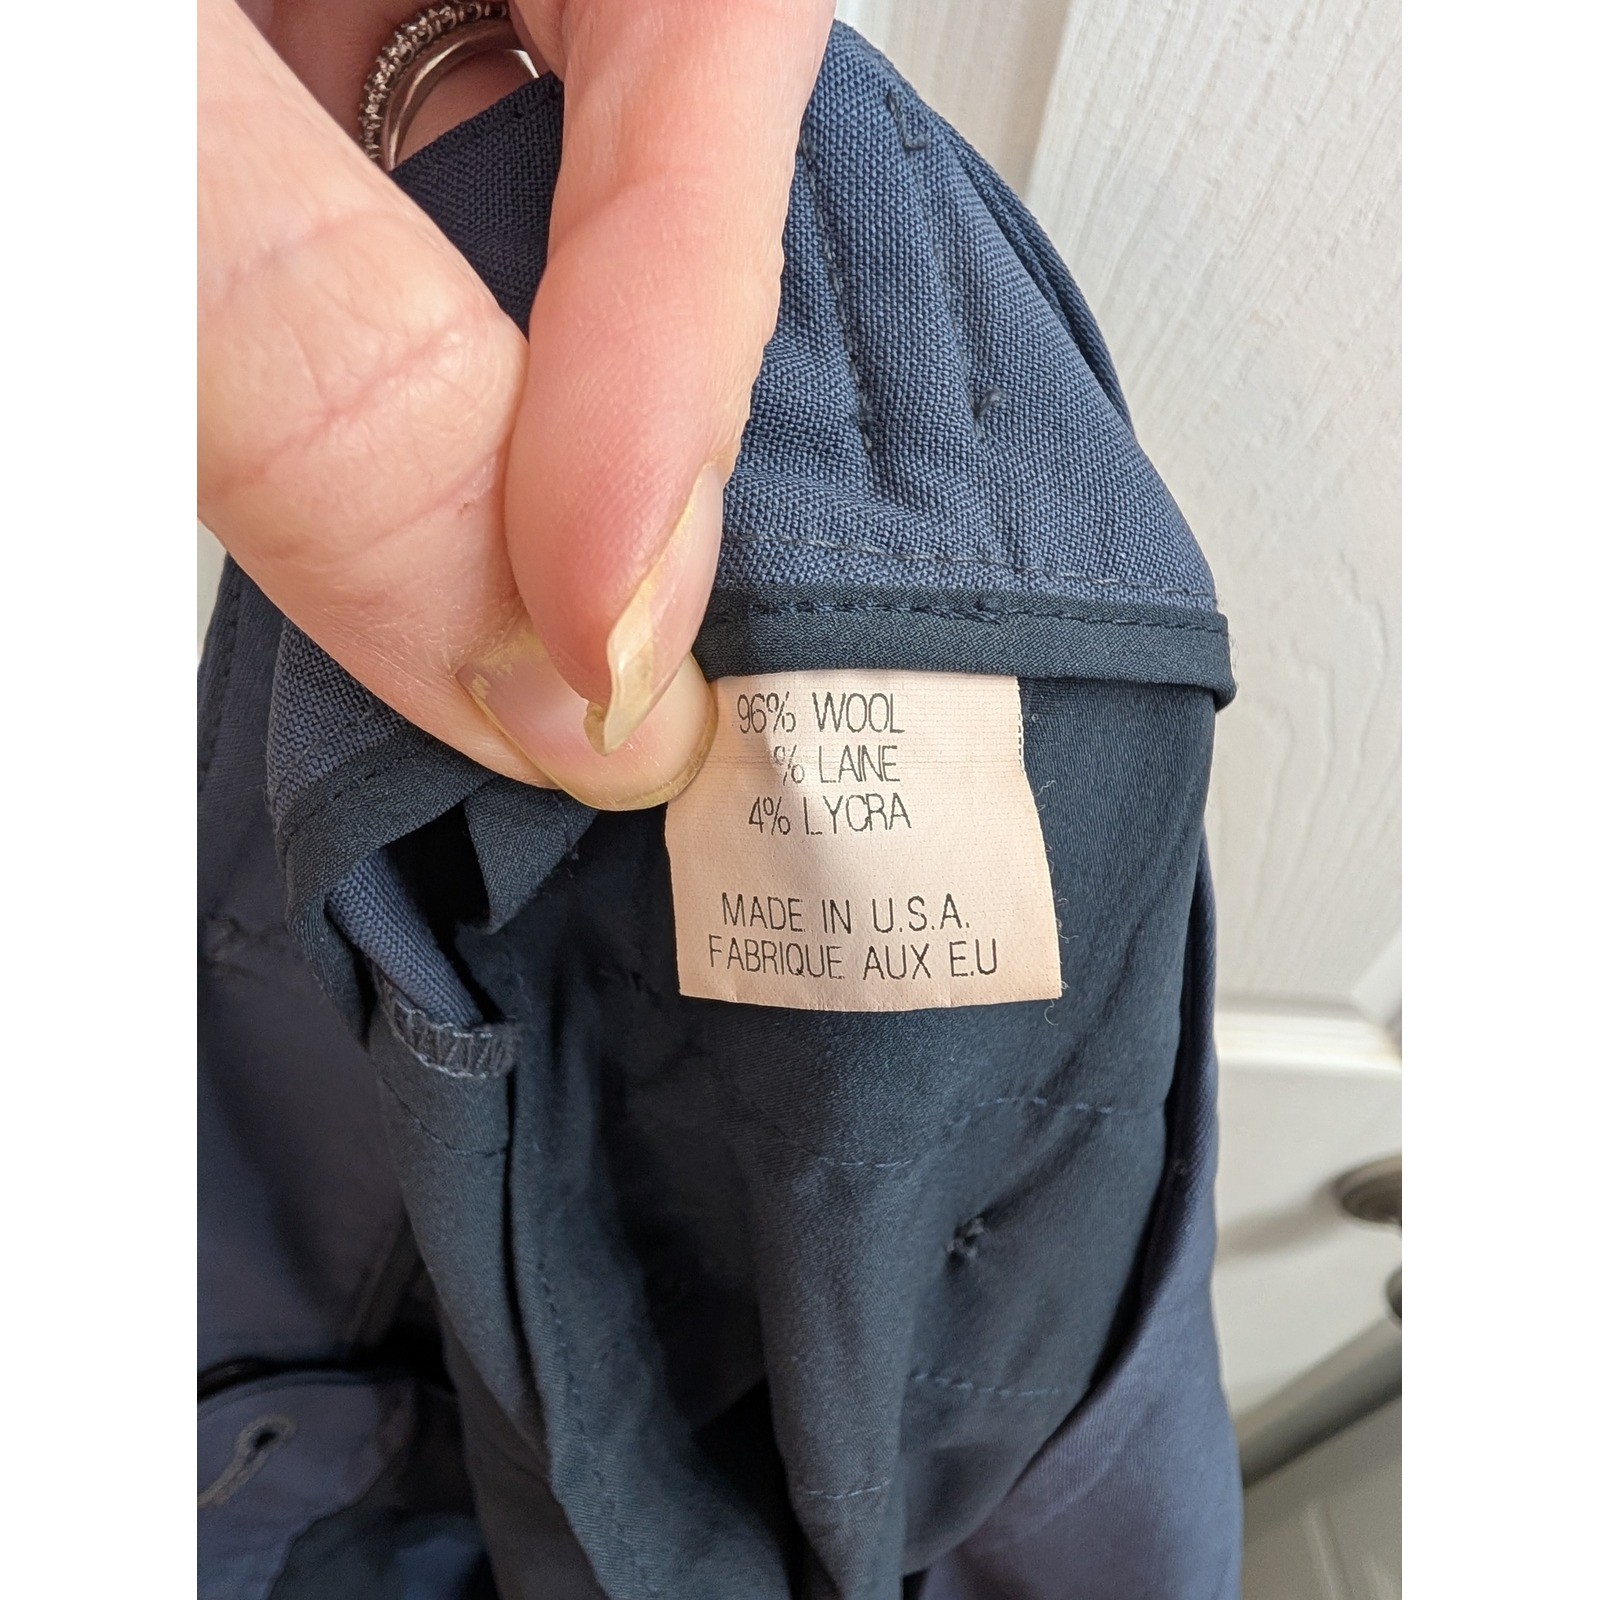 96% WOOL
% LAINE
4% LYCRA
MADE IN U.S.A.
FABRIQUE AUX E.U